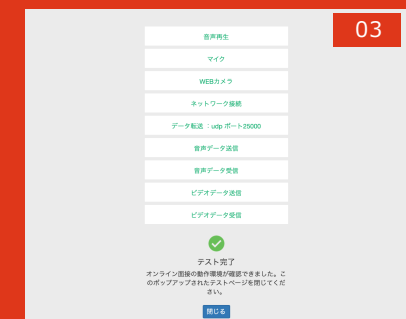 03
音声再生
マイク
WEBカメラ
ネットワーク接続
データ転送 ：udp ポート25000
音声データ送信
音声データ受信
ビデオデータ送信
ビデオデータ受信
テスト完了
オンライン面接の動作環境が確認できました。こ
のポップアップされたテストページを閉じてくだ
さい。
閉じる